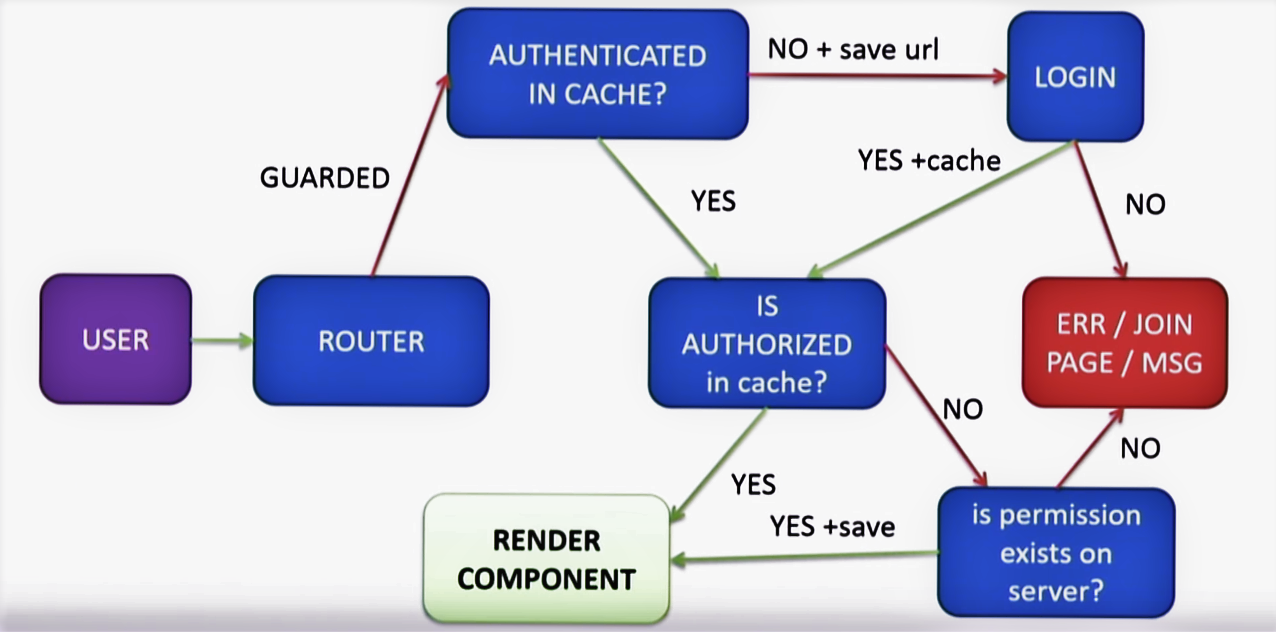 AUTHENTICATED
IN CACHE?
NO + save url
LOGIN
GUARDED
YES
YES +cache
NO
USER
ROUTER
IS
AUTHORIZED
in cache?
ERR / JOIN
PAGE / MSG
NO
NO
YES
YES +save
RENDER
COMPONENT
is permission
exists on
server?